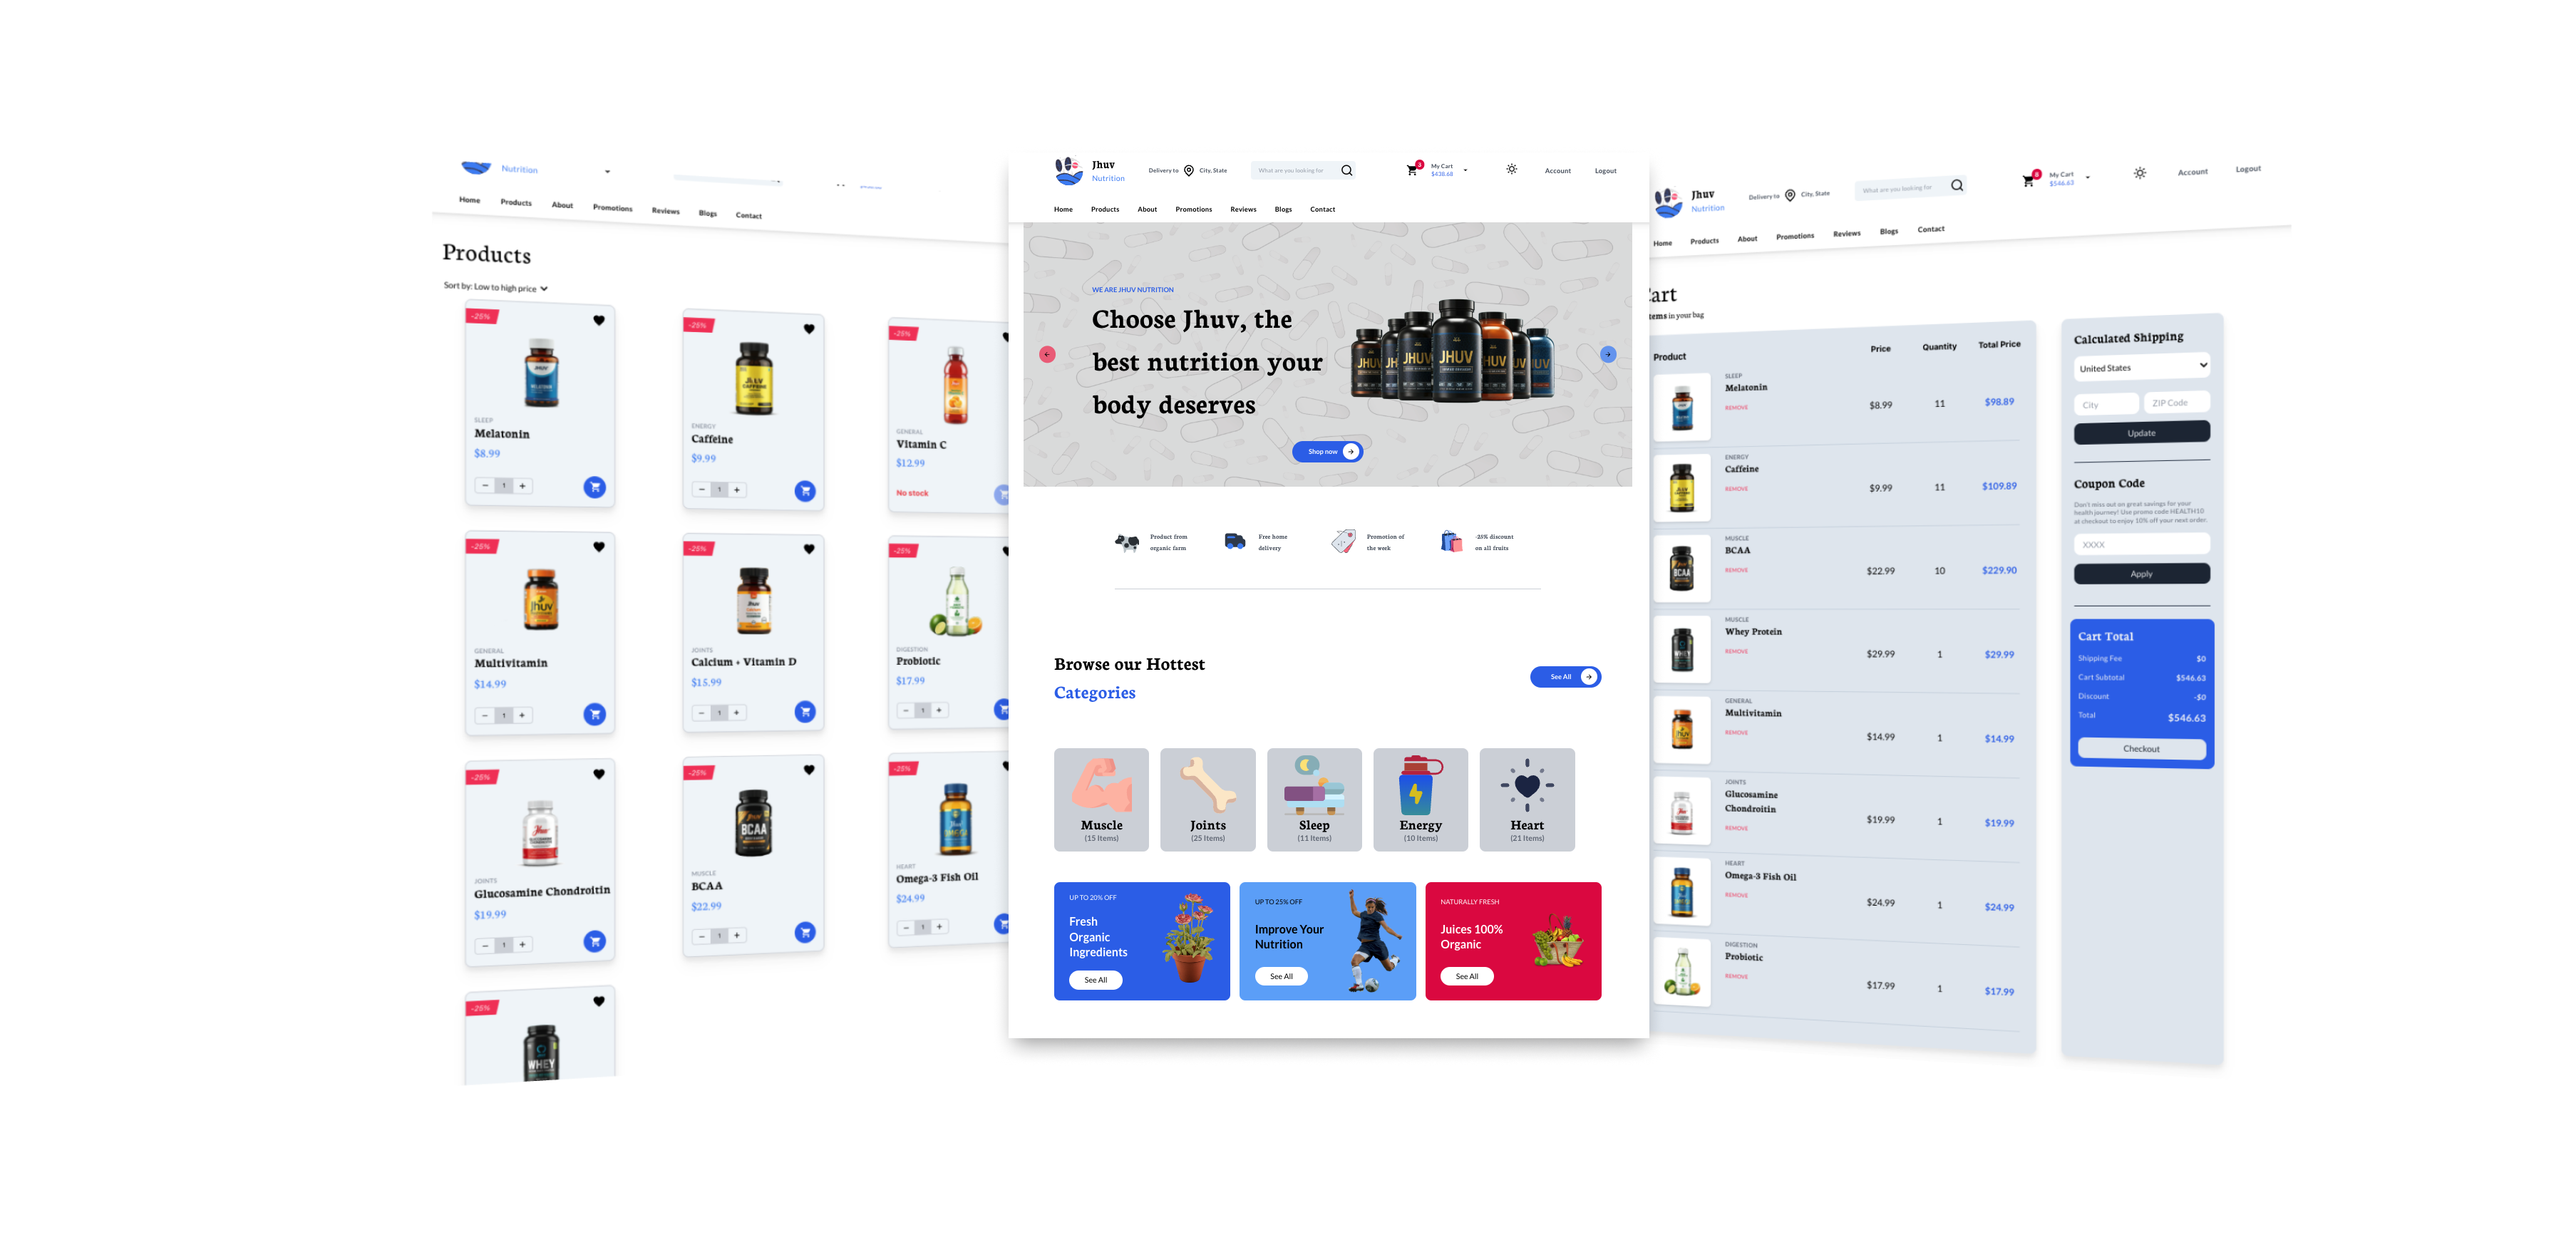 Nutrition
Home Products About Promotions Reviews Blogs Contact
Products
Sort by: Low to high price
-25%
SLEEP
Melatonin
$8.99
− 1 +
-25%
ENERGY
Caffeine
$9.99
− 1 +
-25%
GENERAL
Vitamin C
$12.99
No stock
-25%
Jhuv
GENERAL
Multivitamin
$14.99
− 1 +
-25%
JOINTS
Calcium + Vitamin D
$15.99
− 1 +
-25%
DIGESTION
Probiotic
$17.99
− 1 +
-25%
JOINTS
Glucosamine Chondroitin
$19.99
− 1 +
-25%
BCAA
MUSCLE
BCAA
$22.99
− 1 +
-25%
HEART
Omega-3 Fish Oil
$24.99
− 1 +
-25%
WHEY
Jhuv
Nutrition
Delivery to City, State
What are you looking for
3
My Cart
$438.68
Account
Logout
Home Products About Promotions Reviews Blogs Contact
WE ARE JHUV NUTRITION
Choose Jhuv, the
best nutrition your
body deserves
JHUV JHUV JHUV
Shop now
Product from
organic farm
Free home
delivery
Promotion of
the week
-25% discount
on all fruits
Browse our Hottest
Categories
See All
Muscle
(15 Items)
Joints
(25 Items)
Sleep
(11 Items)
Energy
(10 Items)
Heart
(21 Items)
UP TO 20% OFF
Fresh
Organic
Ingredients
See All
UP TO 25% OFF
Improve Your
Nutrition
See All
NATURALLY FRESH
Juices 100%
Organic
See All
Jhuv
Nutrition
Delivery to City, State
What are you looking for
8
My Cart
$546.63
Account
Logout
Home Products About Promotions Reviews Blogs Contact
art
tems in your bag
Product Price Quantity Total Price
SLEEP
Melatonin
REMOVE
$8.99 11 $98.89
ENERGY
Caffeine
REMOVE
$9.99 11 $109.89
MUSCLE
BCAA
REMOVE
$22.99 10 $229.90
MUSCLE
Whey Protein
REMOVE
$29.99 1 $29.99
GENERAL
Multivitamin
REMOVE
$14.99 1 $14.99
JOINTS
Glucosamine
Chondroitin
REMOVE
$19.99 1 $19.99
HEART
Omega-3 Fish Oil
REMOVE
$24.99 1 $24.99
DIGESTION
Probiotic
REMOVE
$17.99 1 $17.99
Calculated Shipping
United States
City ZIP Code
Update
Coupon Code
Don't miss out on great savings for your
health journey! Use promo code HEALTH10
at checkout to enjoy 10% off your next order.
XXXX
Apply
Cart Total
Shipping Fee $0
Cart Subtotal $546.63
Discount -$0
Total $546.63
Checkout